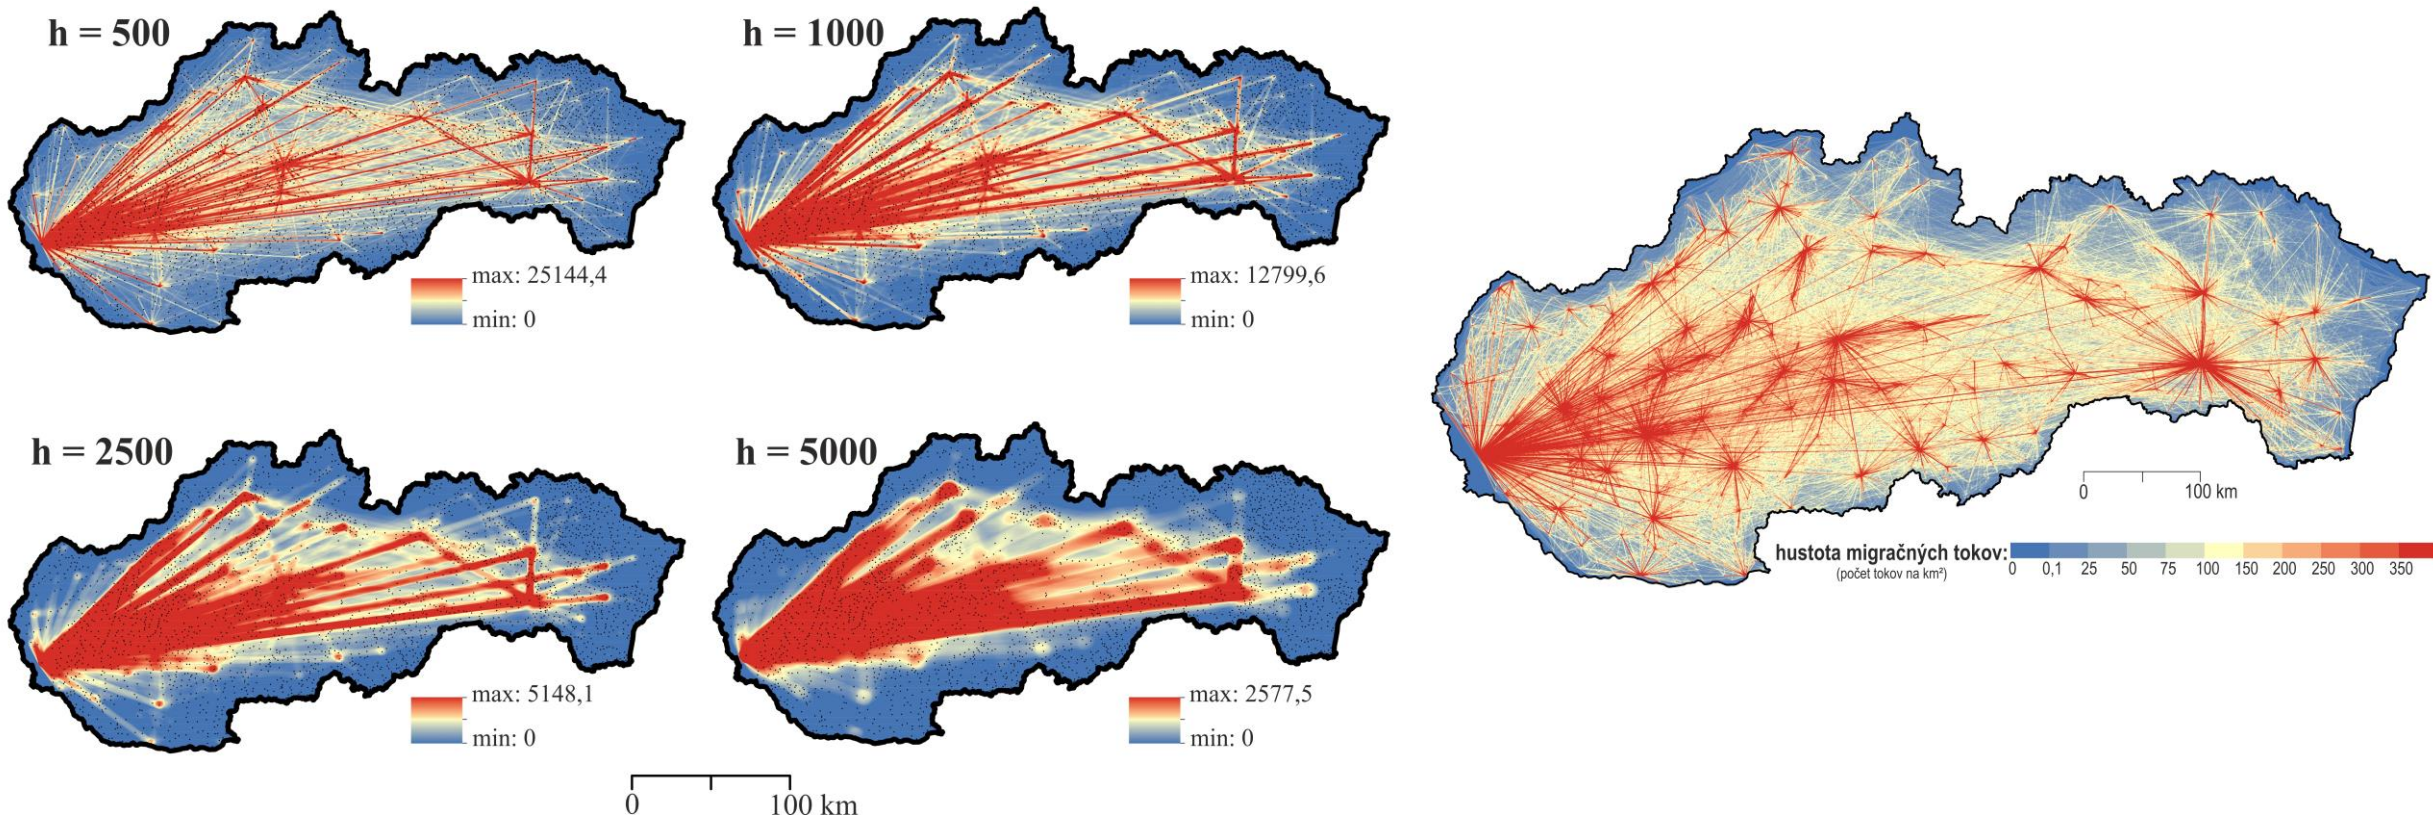 h = 500
max: 25144,4
min: 0
h = 1000
max: 12799,6
min: 0
h = 2500
max: 5148,1
min: 0
h = 5000
max: 2577,5
min: 0
0 100 km
0 100 km
hustota migračných tokov:
(počet tokov na km²)
0 0,1 25 50 75 100 150 200 250 300 350